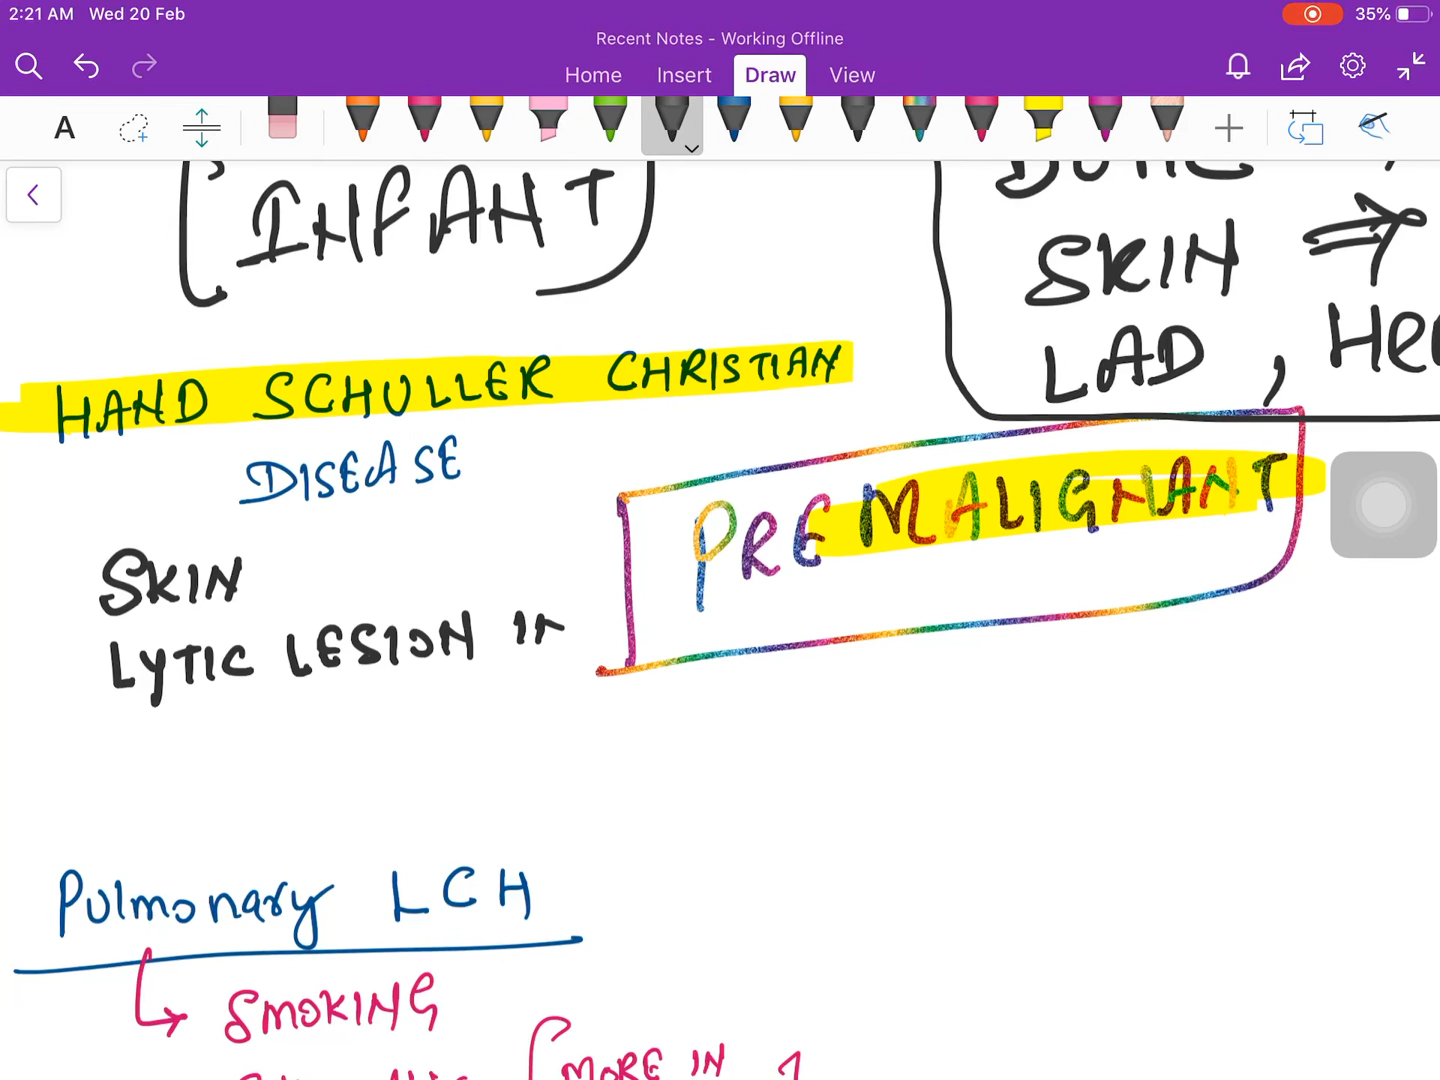 2:21 AM Wed 20 Feb
35%
Recent Notes - Working Offline
Home Insert Draw View
A
INFANT
SKIN
LAD ,
HAND SCHULLER CHRISTIAN
DISEASE
PREMALIGNANT
SKIN
LYTIC LESION in
Pulmonary LCH
SMOKING
MORE IN